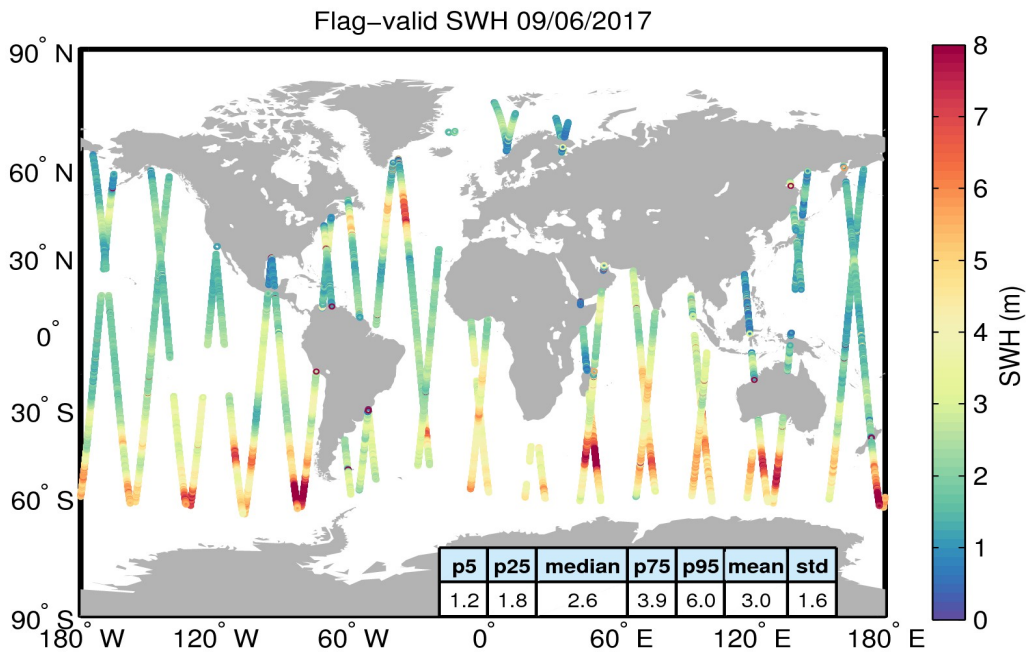 Flag−valid SWH 09/06/2017
90° N
60° N
30° N
0°
30° S
60° S
90° S
180° W
120° W
60° W
0°
60° E
120° E
180° E
p5 p25 median p75 p95 mean std
1.2 1.8 2.6 3.9 6.0 3.0 1.6
8
7
6
5
4
3
2
1
0
SWH (m)